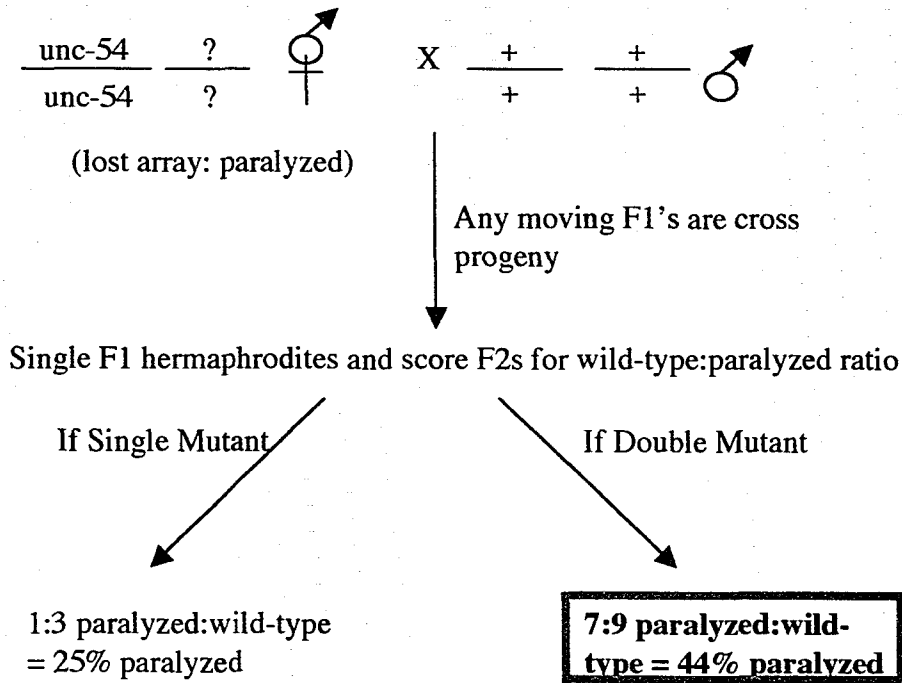 unc-54 ? X + +
unc-54 ? + +
(lost array: paralyzed)
Any moving F1's are cross
progeny
Single F1 hermaphrodites and score F2s for wild-type:paralyzed ratio
If Single Mutant
If Double Mutant
1:3 paralyzed:wild-type
= 25% paralyzed
7:9 paralyzed:wild-
type = 44% paralyzed